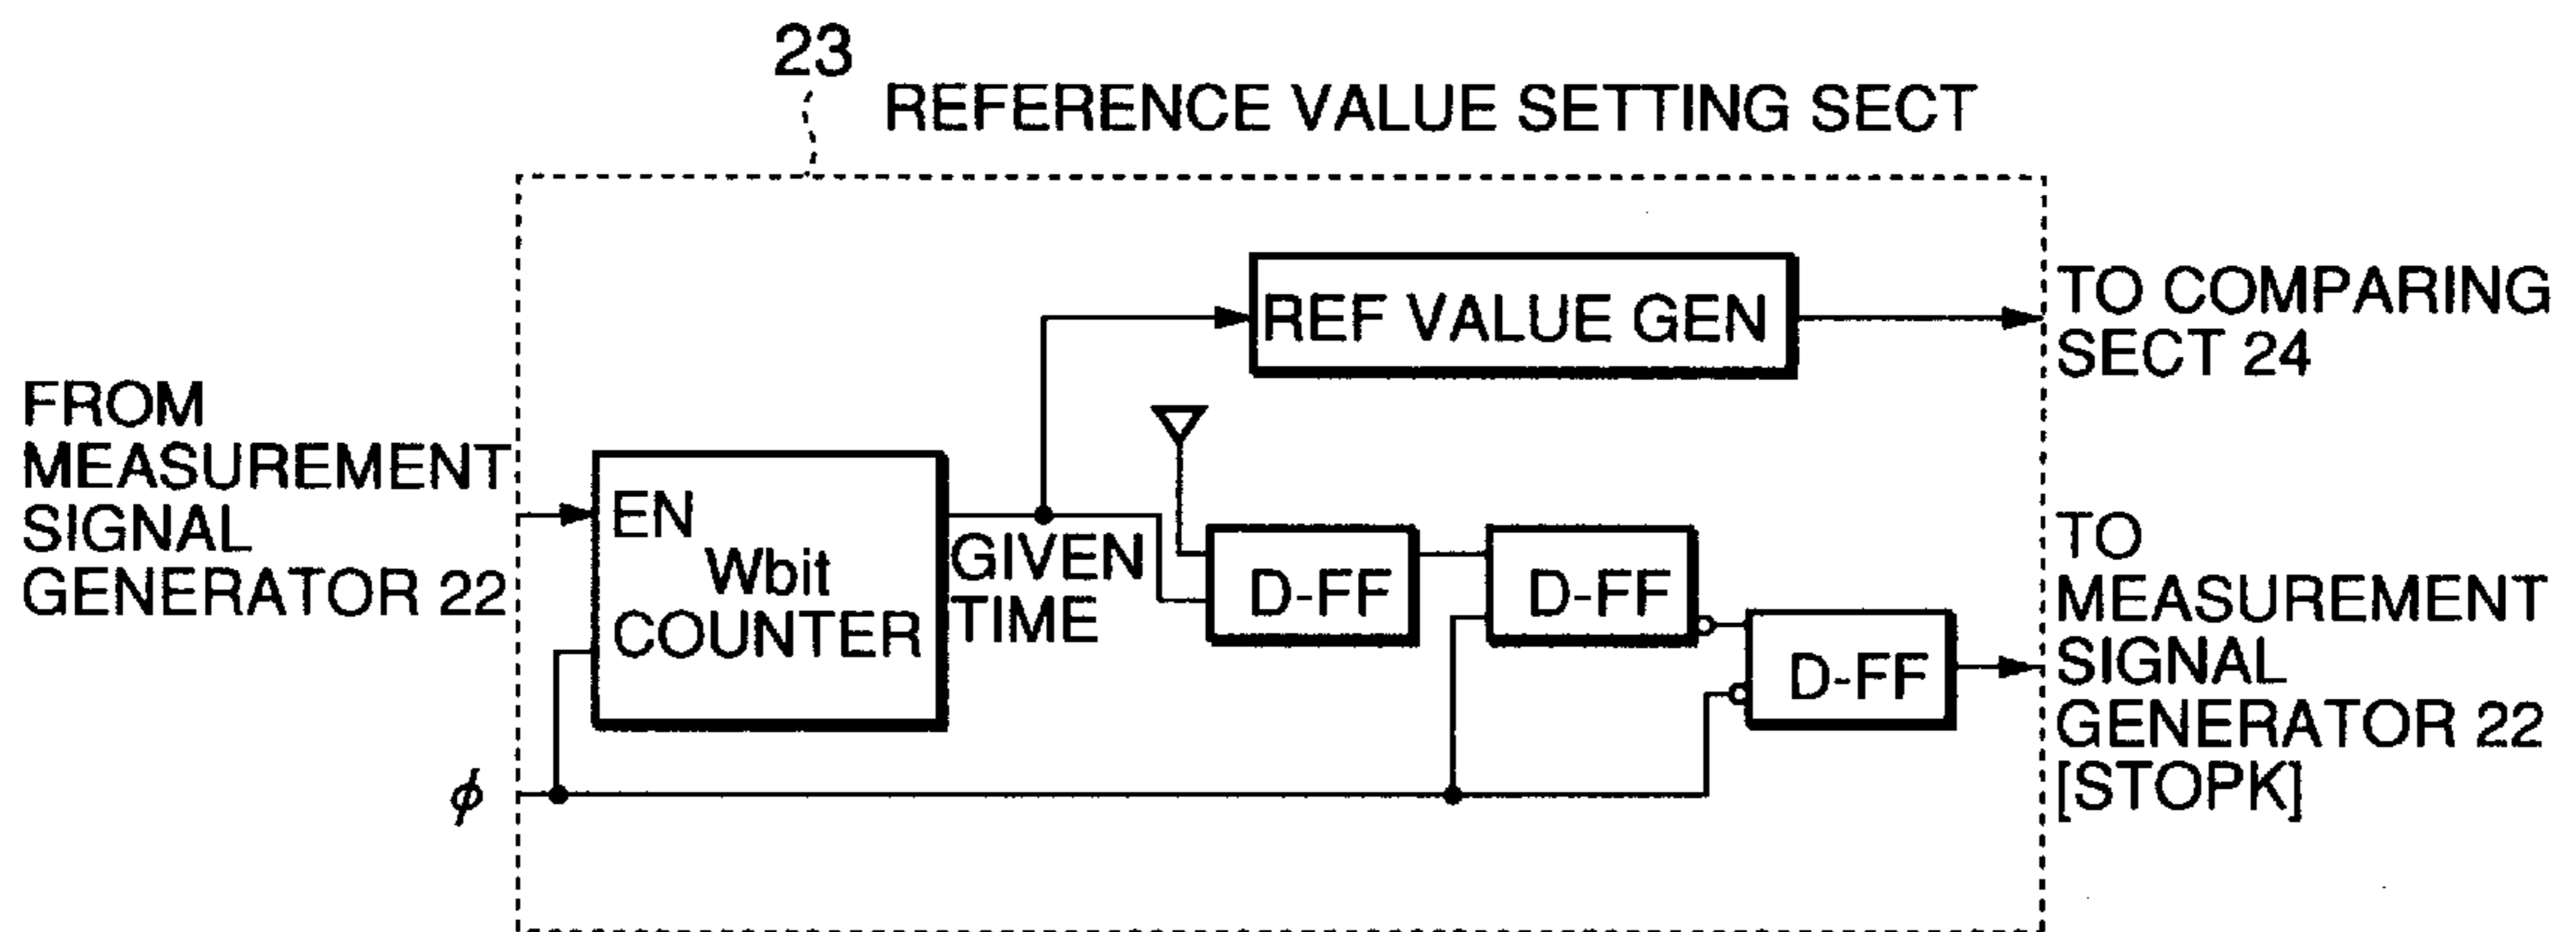 23
REFERENCE VALUE SETTING SECT
REF VALUE GEN
TO COMPARING
SECT 24
FROM
MEASUREMENT
SIGNAL
GENERATOR 22
EN
Wbit
COUNTER
GIVEN
TIME
D-FF
D-FF
D-FF
TO
MEASUREMENT
SIGNAL
GENERATOR 22
[STOPK]
ϕ